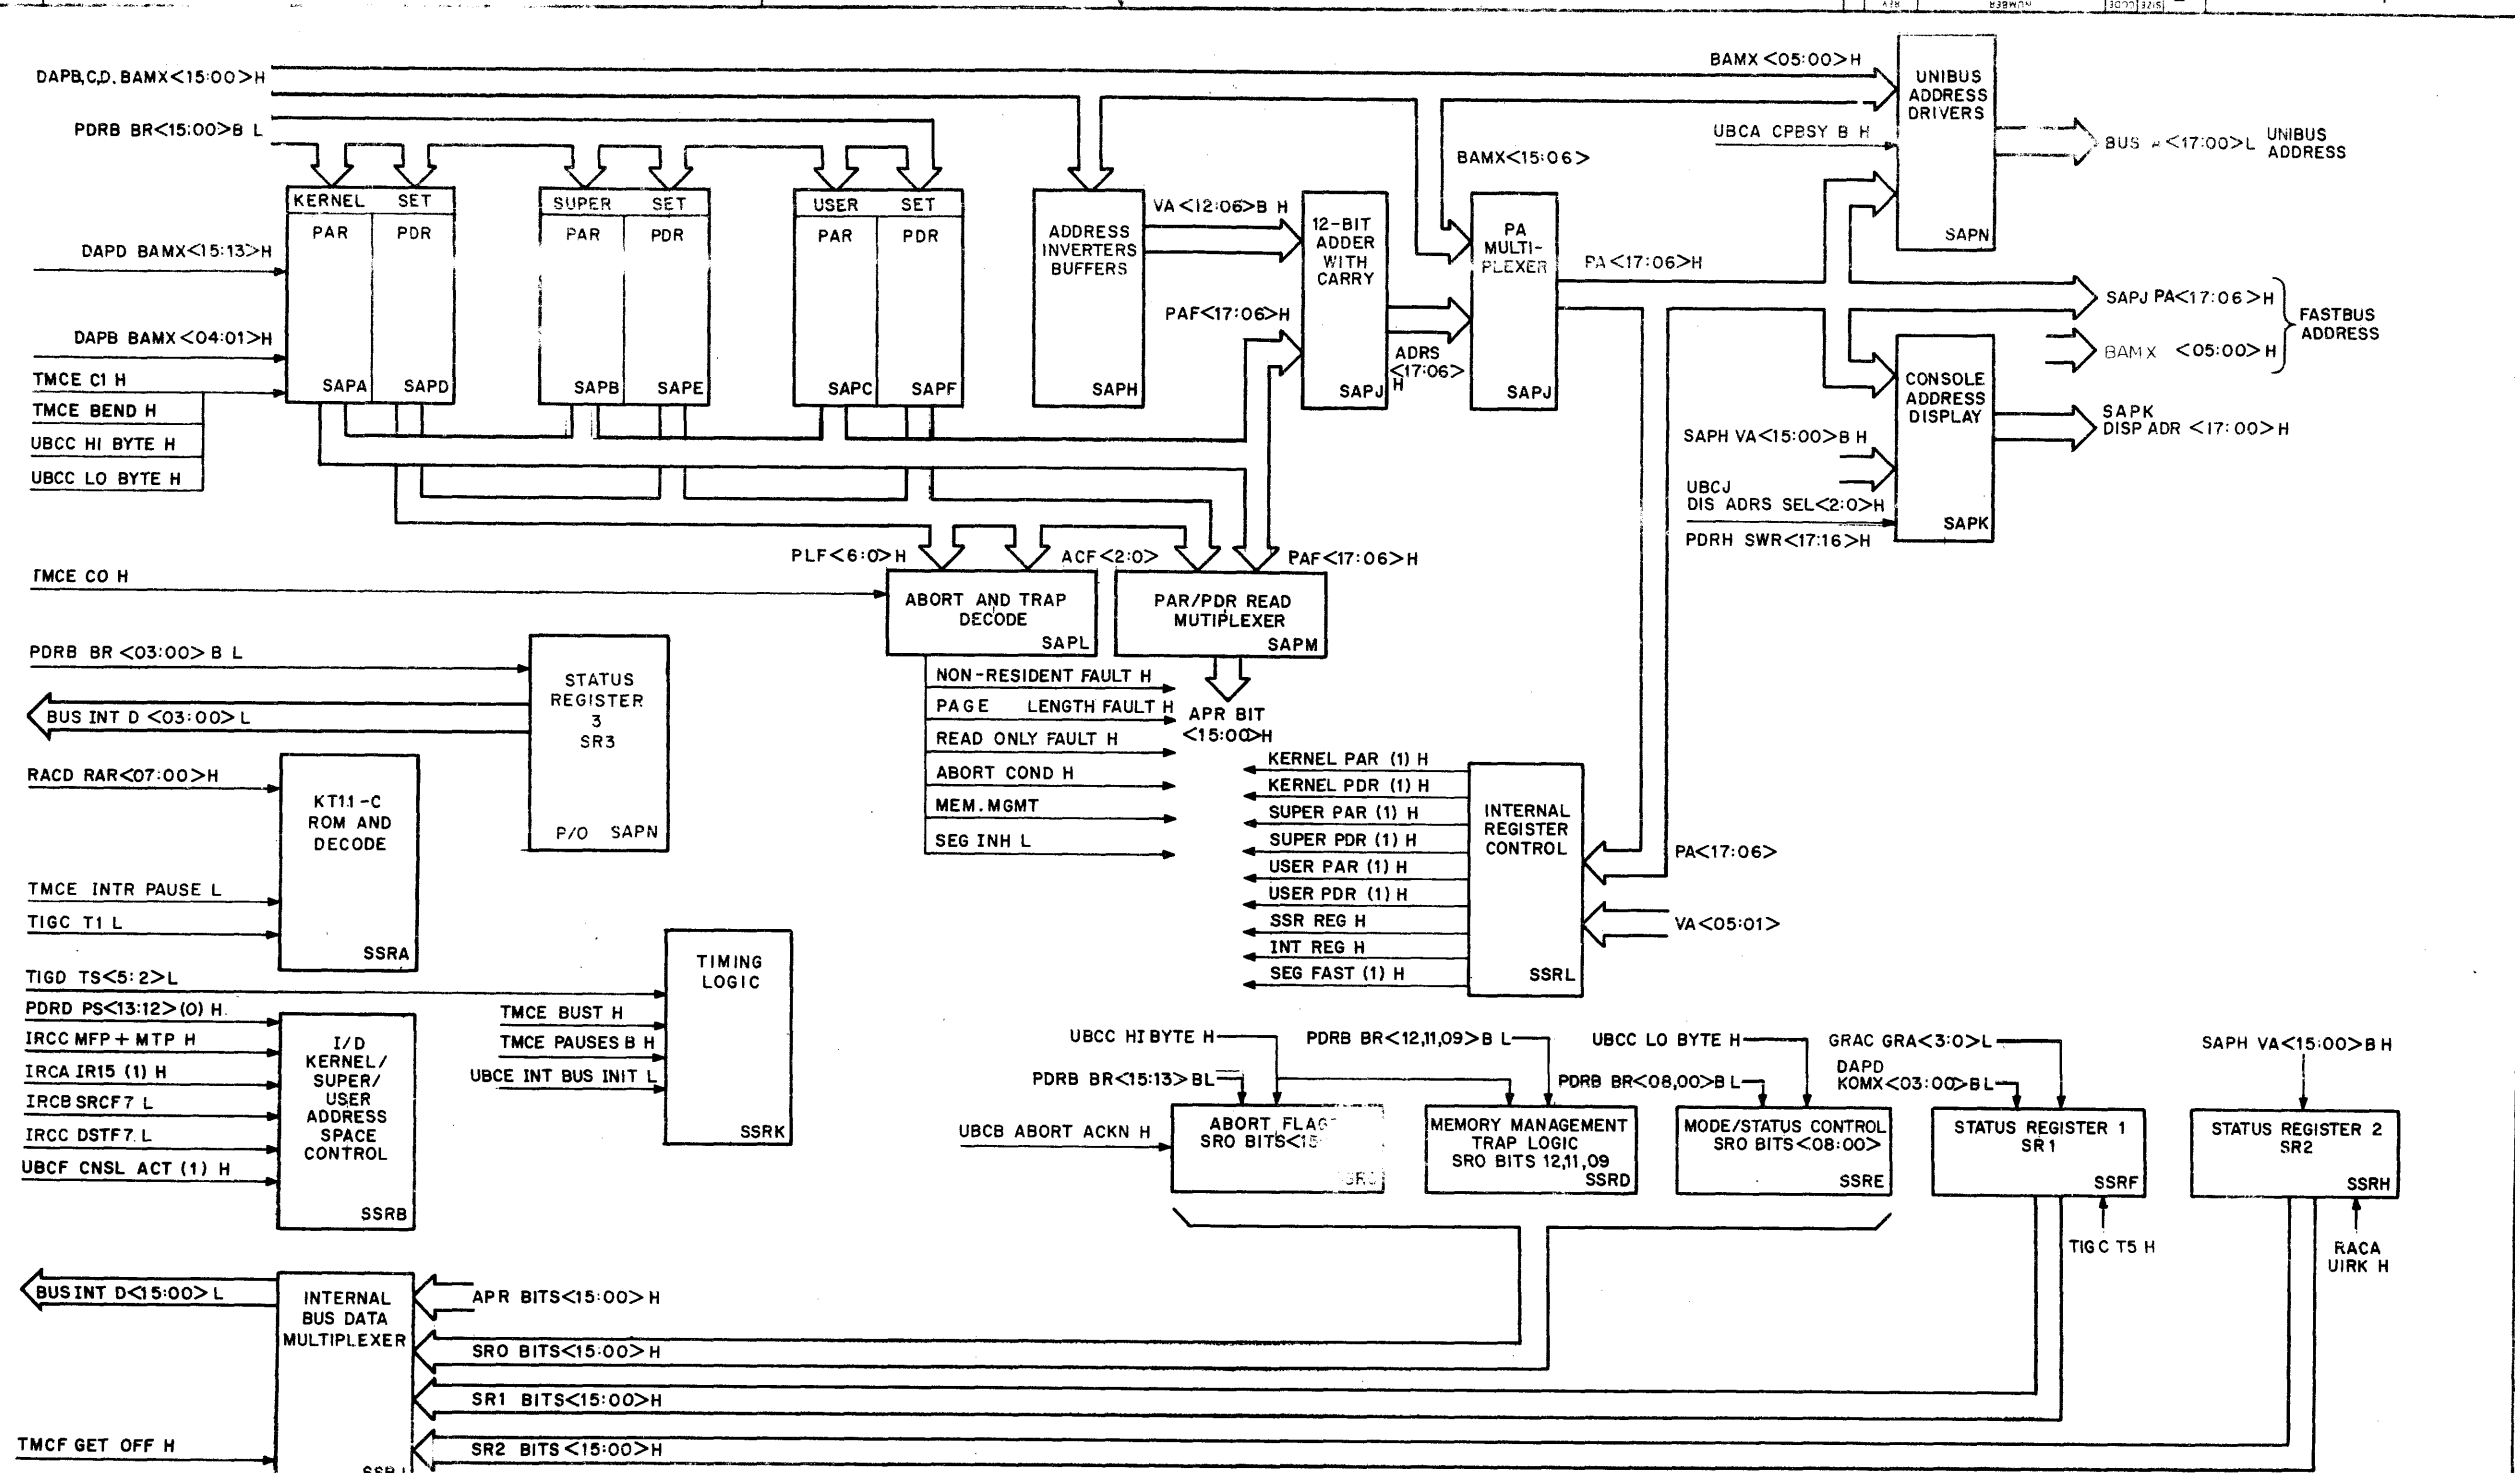 DAPB,C,D. BAMX<15:00>H
PDRB BR<15:00>B L
DAPD BAMX<15:13>H
DAPB BAMX<04:01>H
TMCE C1 H
TMCE BEND H
UBCC HI BYTE H
UBCC LO BYTE H
KERNEL SET
PAR PDR
SAPA SAPD
SUPER SET
PAR PDR
SAPB SAPE
USER SET
PAR PDR
SAPC SAPF
ADDRESS
INVERTERS
BUFFERS
SAPH
VA<12:06>B H
PAF<17:06>H
12-BIT
ADDER
WITH
CARRY
SAPJ
ADRS
<17:06>
H
BAMX<15:06>
PA
MULTI-
PLEXER
SAPJ
PA<17:06>H
BAMX<05:00>H
UBCA CPBSY B H
UNIBUS
ADDRESS
DRIVERS
SAPN
BUS A<17:00>L
UNIBUS
ADDRESS
SAPJ PA<17:06>H
BAMX <05:00>H
FASTBUS
ADDRESS
CONSOLE
ADDRESS
DISPLAY
SAPK
SAPK
DISP ADR <17:00>H
SAPH VA<15:00>B H
UBCJ
DIS ADRS SEL<2:0>H
PDRH SWR<17:16>H
TMCE CO H
PLF<6:0>H
ACF<2:0>
PAF<17:06>H
ABORT AND TRAP
DECODE
SAPL
PAR/PDR READ
MUTIPLEXER
SAPM
NON-RESIDENT FAULT H
PAGE LENGTH FAULT H
READ ONLY FAULT H
ABORT COND H
MEM.MGMT
SEG INH L
APR BIT
<15:00>H
PDRB BR <03:00> B L
BUS INT D <03:00> L
STATUS
REGISTER
3
SR3
P/O SAPN
RACD RAR<07:00>H
TMCE INTR PAUSE L
TIGC T1 L
KT11-C
ROM AND
DECODE
SSRA
KERNEL PAR (1) H
KERNEL PDR (1) H
SUPER PAR (1) H
SUPER PDR (1) H
USER PAR (1) H
USER PDR (1) H
SSR REG H
INT REG H
SEG FAST (1) H
INTERNAL
REGISTER
CONTROL
SSRL
PA<17:06>
VA<05:01>
TIGD TS<5:2>L
PDRD PS<13:12>(0) H
IRCC MFP+MTP H
IRCA IR15 (1) H
IRCB SRCF7 L
IRCC DSTF7 L
UBCF CNSL ACT (1) H
I/D
KERNEL/
SUPER/
USER
ADDRESS
SPACE
CONTROL
SSRB
TMCE BUST H
TMCE PAUSES B H
UBCE INT BUS INIT L
TIMING
LOGIC
SSRK
UBCC HI BYTE H
PDRB BR<15:13>BL
UBCB ABORT ACKN H
ABORT
SRO BITS
PDRB BR<12,11,09>B L
MEMORY MANAGEMENT
TRAP LOGIC
SRO BITS 12,11,09
SSRD
UBCC LO BYTE H
PDRB BR<08,00>B L
MODE/STATUS CONTROL
SRO BITS<08:00>
SSRE
GRAC GRA<3:0>L
DAPD
KOMX<03:00>BL
STATUS REGISTER 1
SR1
SSRF
TIGC T5 H
SAPH VA<15:00>B H
STATUS REGISTER 2
SR2
SSRH
RACA
UIRK H
BUS INT D<15:00> L
TMCF GET OFF H
INTERNAL
BUS DATA
MULTIPLEXER
APR BITS<15:00> H
SRO BITS<15:00> H
SR1 BITS<15:00>H
SR2 BITS <15:00>H